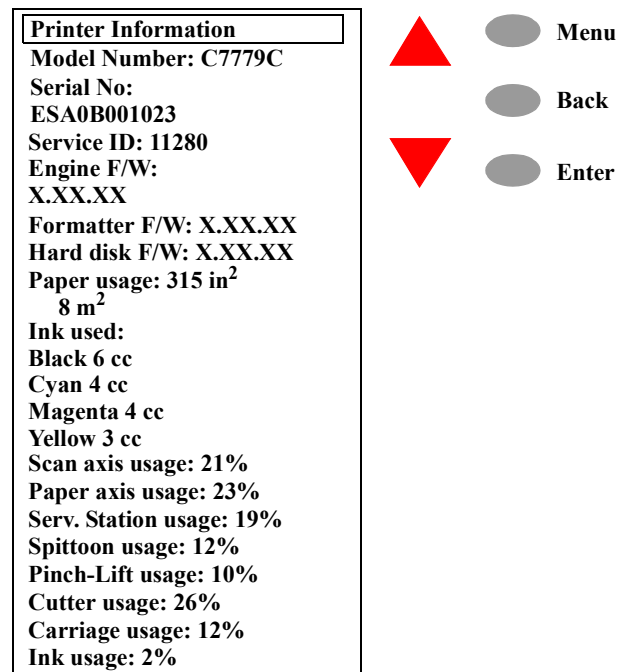 Printer Information
Model Number: C7779C
Serial No:
ESA0B001023
Service ID: 11280
Engine F/W:
X.XX.XX
Formatter F/W: X.XX.XX
Hard disk F/W: X.XX.XX
Paper usage: 315 in²
8 m²
Ink used:
Black 6 cc
Cyan 4 cc
Magenta 4 cc
Yellow 3 cc
Scan axis usage: 21%
Paper axis usage: 23%
Serv. Station usage: 19%
Spittoon usage: 12%
Pinch-Lift usage: 10%
Cutter usage: 26%
Carriage usage: 12%
Ink usage: 2%
Menu
Back
Enter